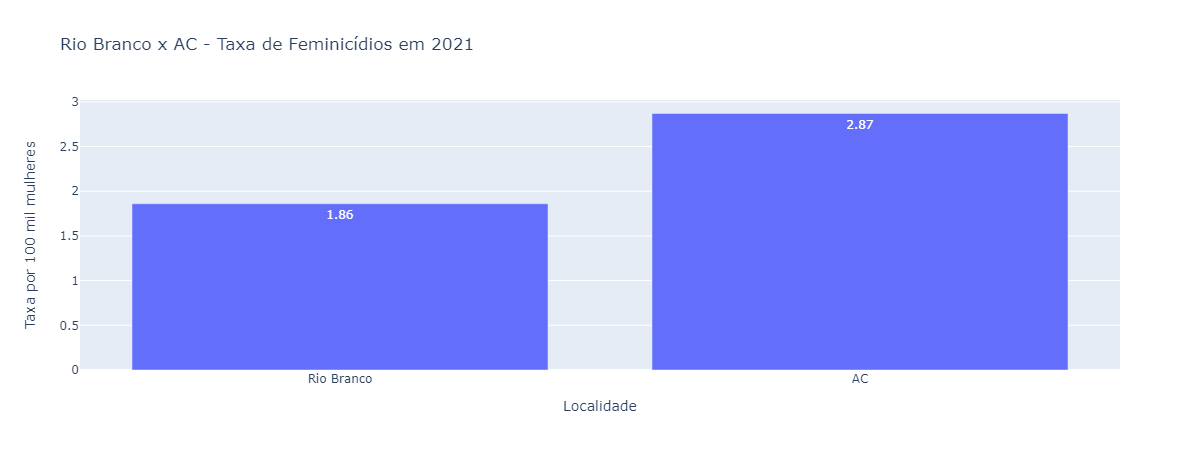 Rio Branco x AC - Taxa de Feminicídios em 2021
Taxa por 100 mil mulheres
3
2.5
2
1.5
1
0.5
0
1.86
2.87
Rio Branco
AC
Localidade